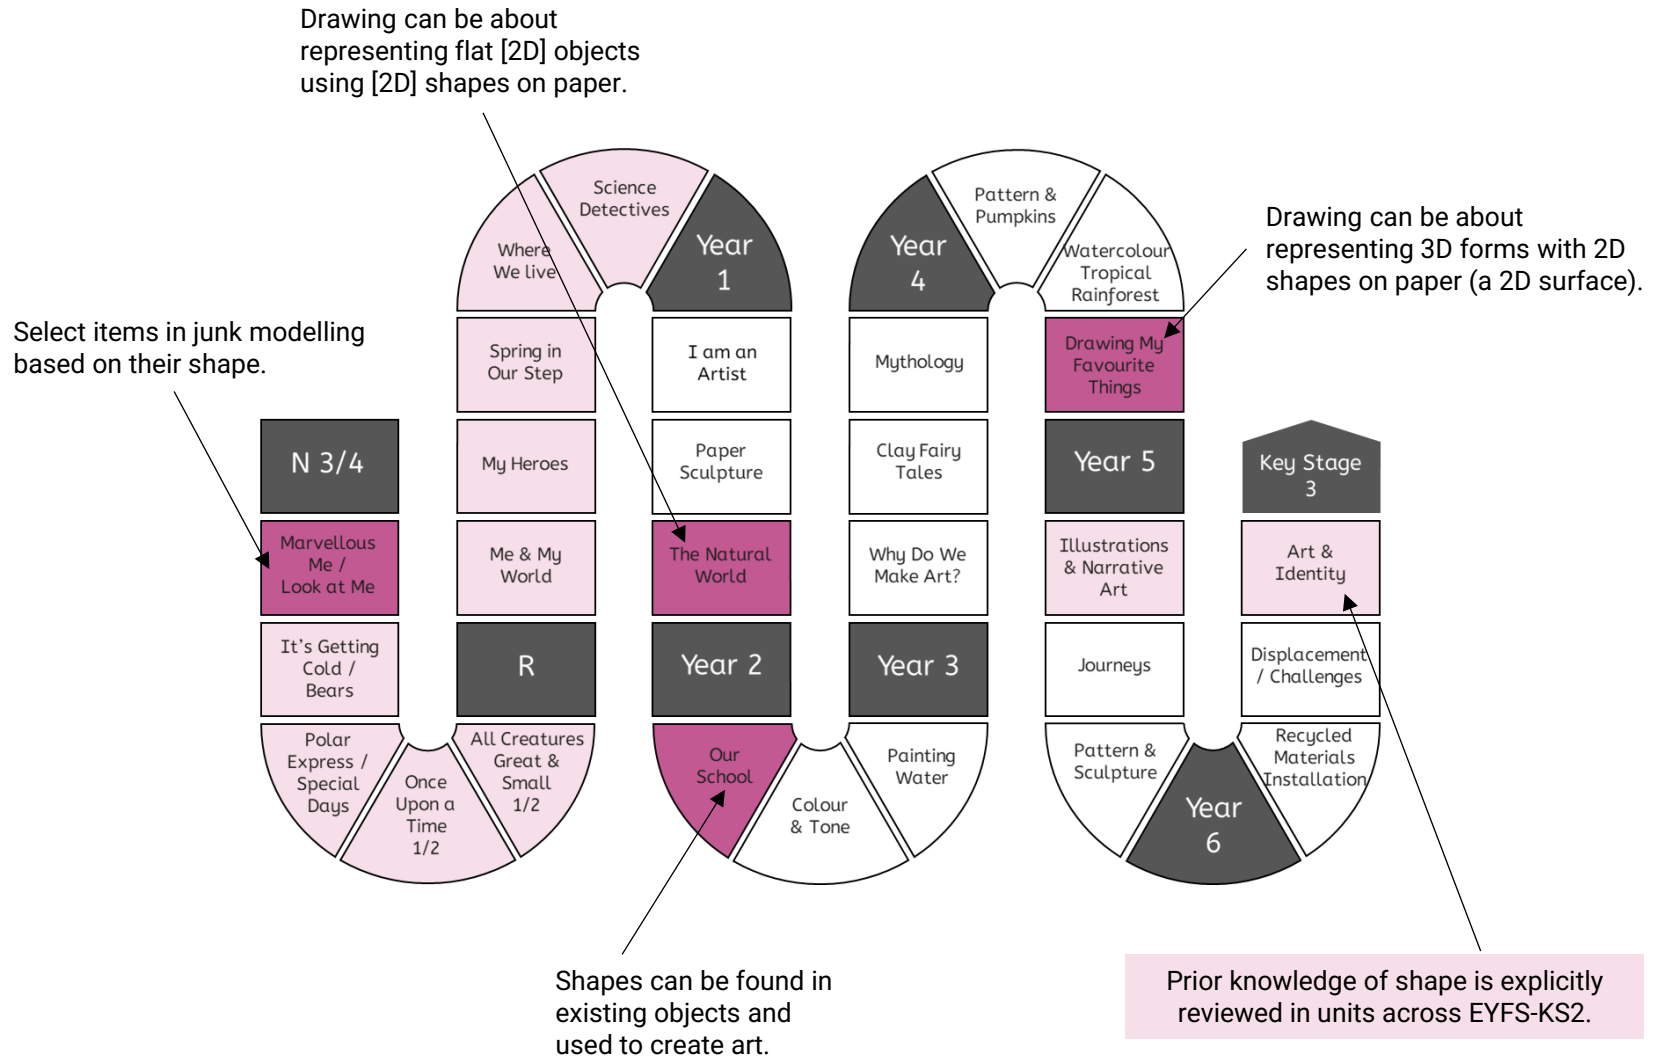 Drawing can be about
representing flat [2D] objects
using [2D] shapes on paper.
Select items in junk modelling
based on their shape.
N 3/4
Marvellous
Me /
Look at Me
It's Getting
Cold /
Bears
Polar
Express /
Special
Days
Once
Upon a
Time
1/2
All Creatures
Great &
Small
1/2
R
Me & My
World
My Heroes
Spring in
Our Step
Where
We live
Science
Detectives
Year
1
I am an
Artist
Paper
Sculpture
The Natural
World
Year 2
Our
School
Shapes can be found in
existing objects and
used to create art.
Colour
& Tone
Painting
Water
Year 3
Why Do We
Make Art?
Clay Fairy
Tales
Mythology
Year
4
Pattern &
Pumpkins
Watercolour
Tropical
Rainforest
Drawing My
Favourite
Things
Drawing can be about
representing 3D forms with 2D
shapes on paper (a 2D surface).
Year 5
Illustrations
& Narrative
Art
Journeys
Pattern &
Sculpture
Year
6
Recycled
Materials
Installation
Displacement
/ Challenges
Art &
Identity
Key Stage
3
Prior knowledge of shape is explicitly
reviewed in units across EYFS-KS2.